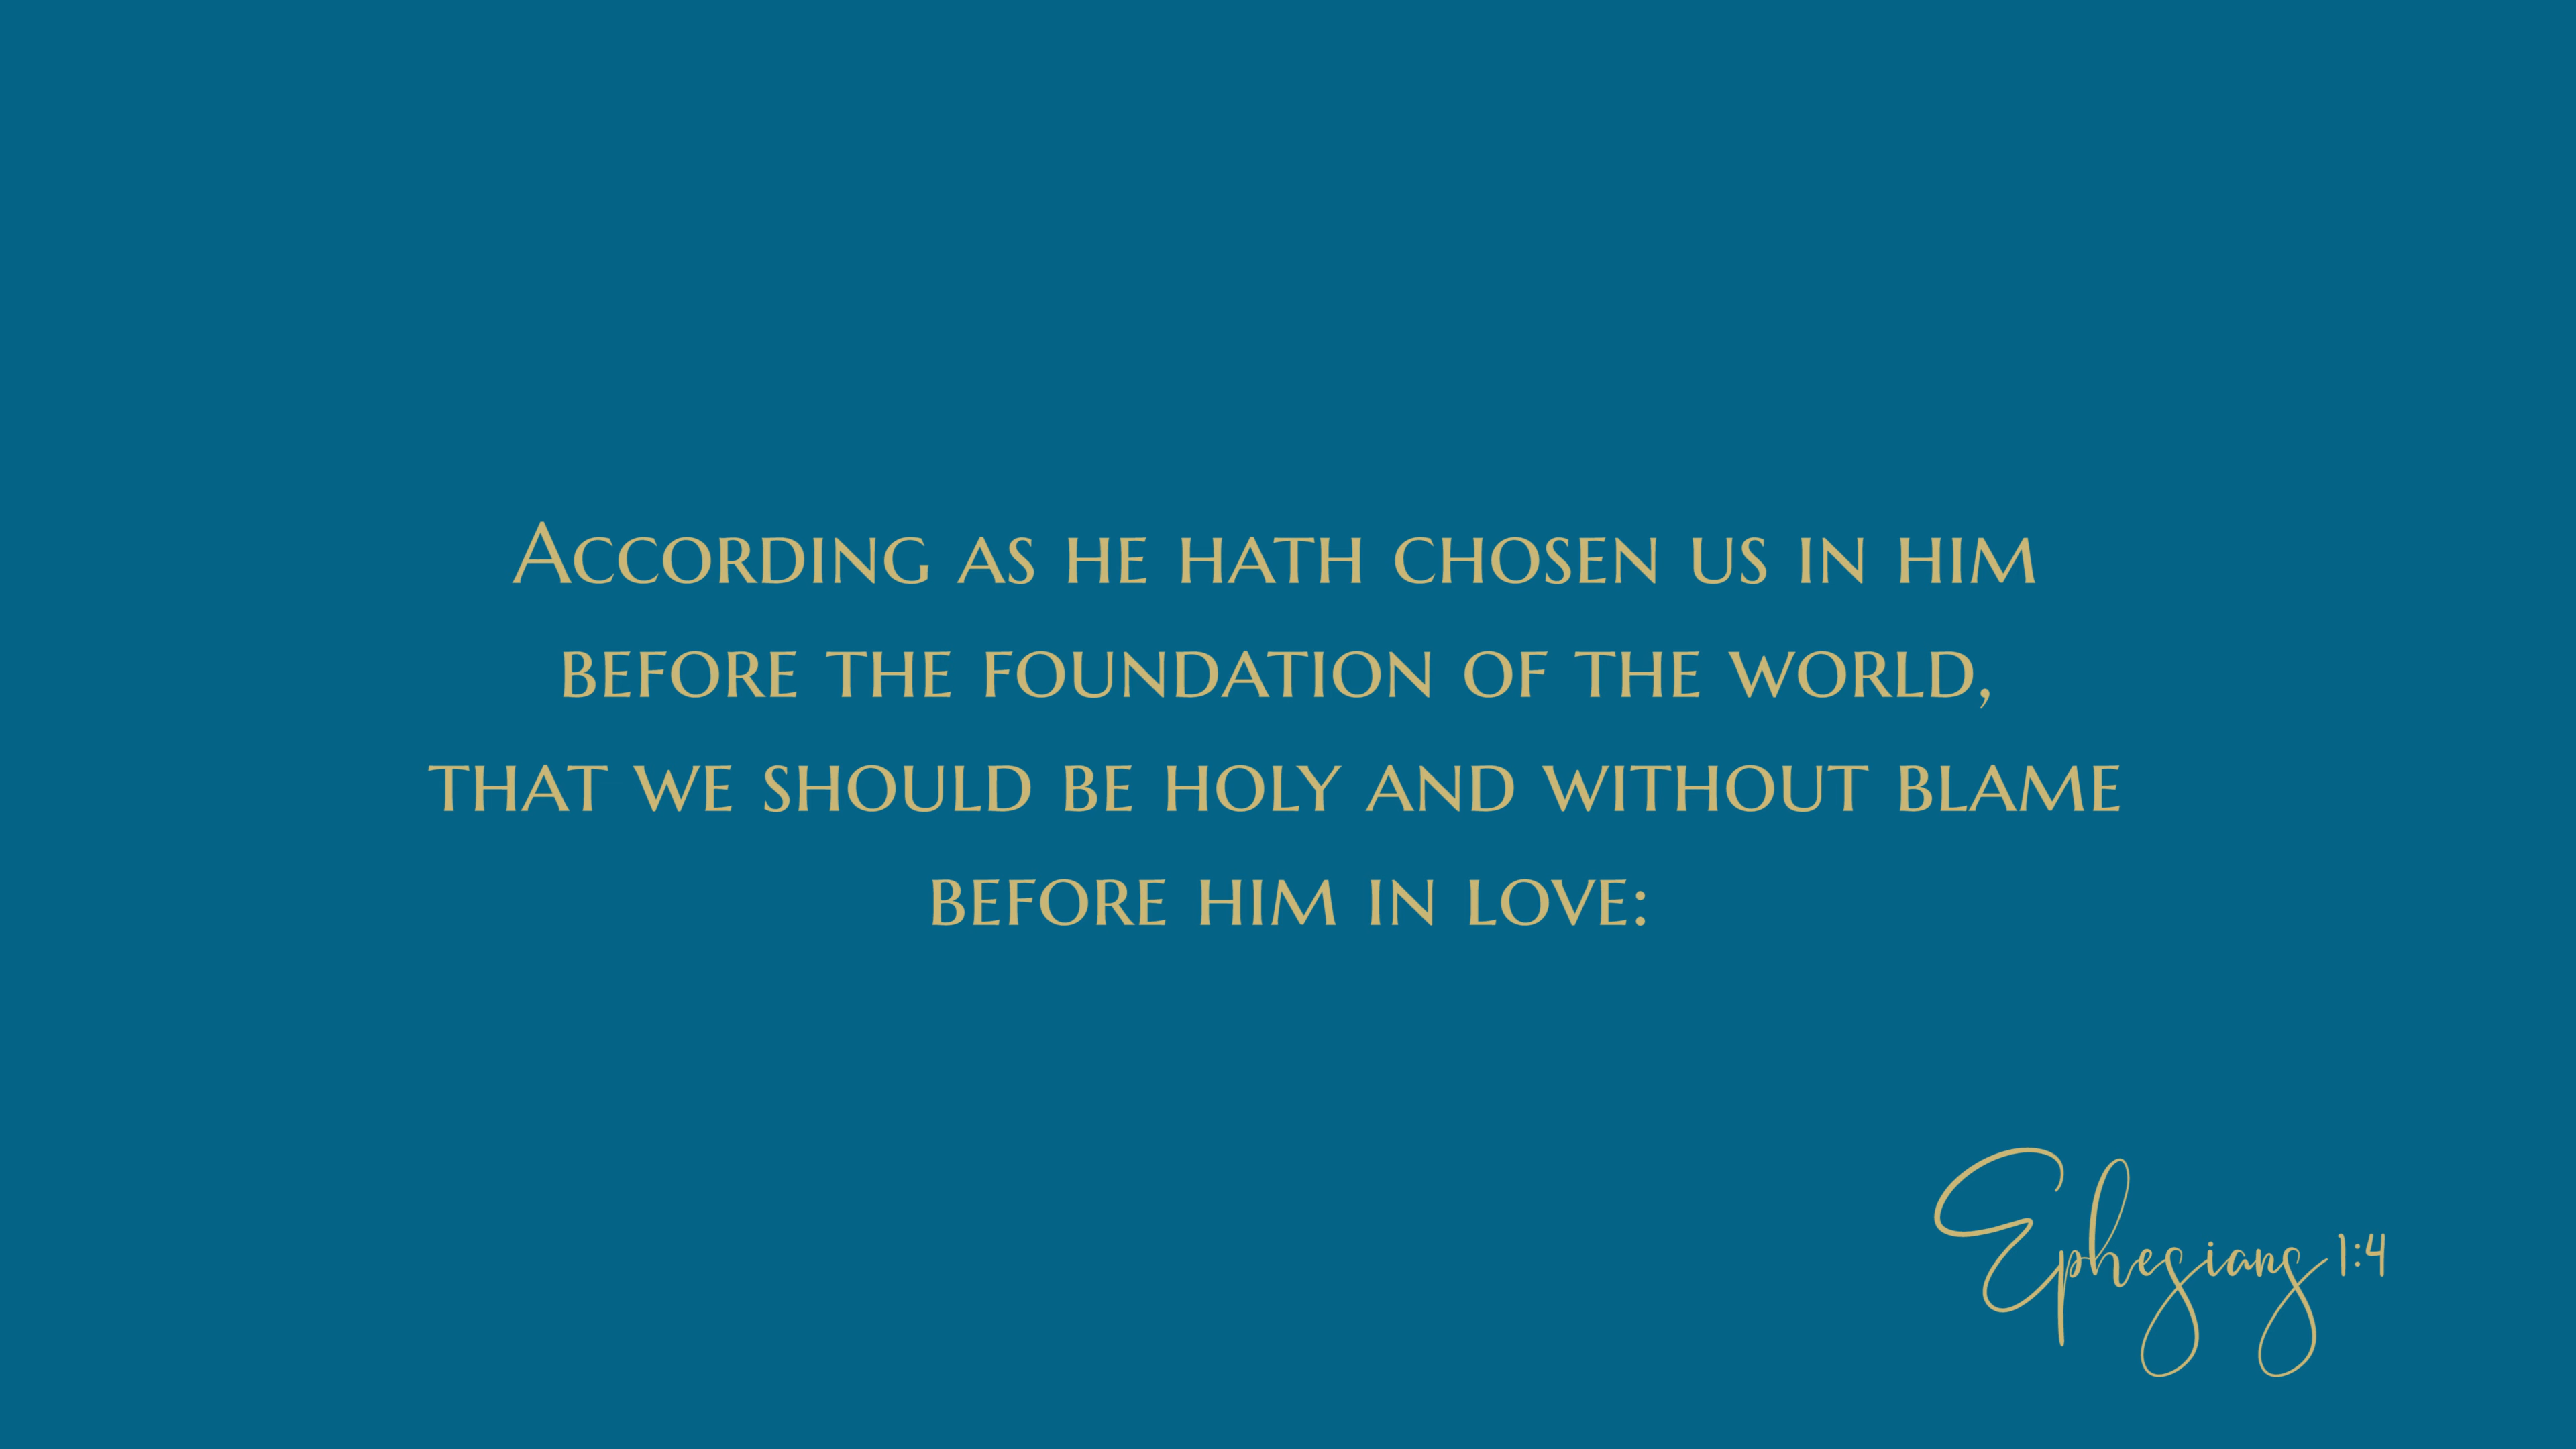 According as he hath chosen us in him
before the foundation of the world,
that we should be holy and without blame
before him in love:
Ephesians 1:4